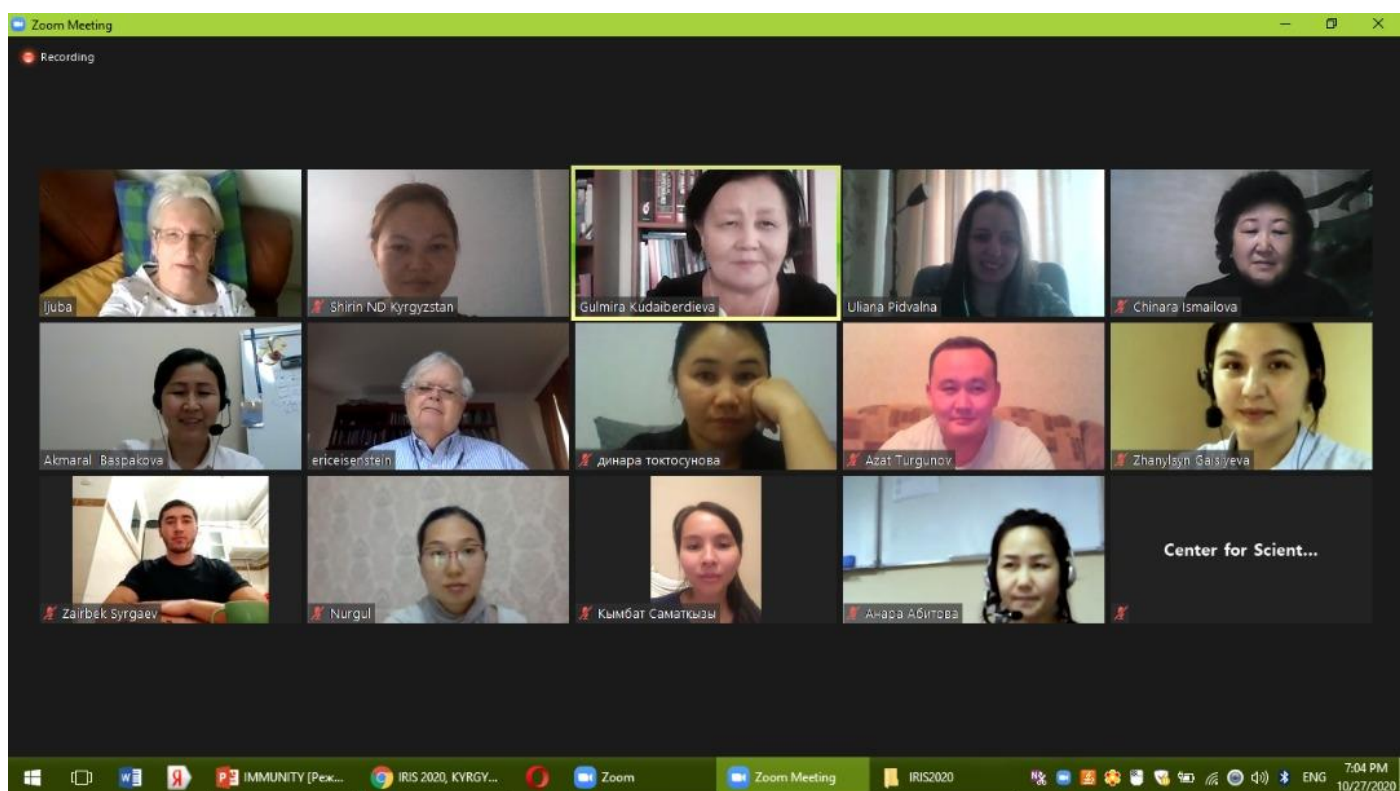 Zoom Meeting
Recording
ljuba
Shirin ND Kyrgyzstan
Gulmira Kudaiberdieva
Uliana Pidvalna
Chinara Ismailova
Akmaral Baspakova
ericeisenstein
динара токтосунова
Azat Turgunov
Zhanylsyn Gaisiyeva
Zairbek Syrgaev
Nurgul
Кымбат Саматкызы
Анара Абитова
Center for Scient...
IMMUNITY [Реж...
IRIS 2020, KYRGY...
Zoom
Zoom Meeting
IRIS2020
ENG
7:04 PM
10/27/2020